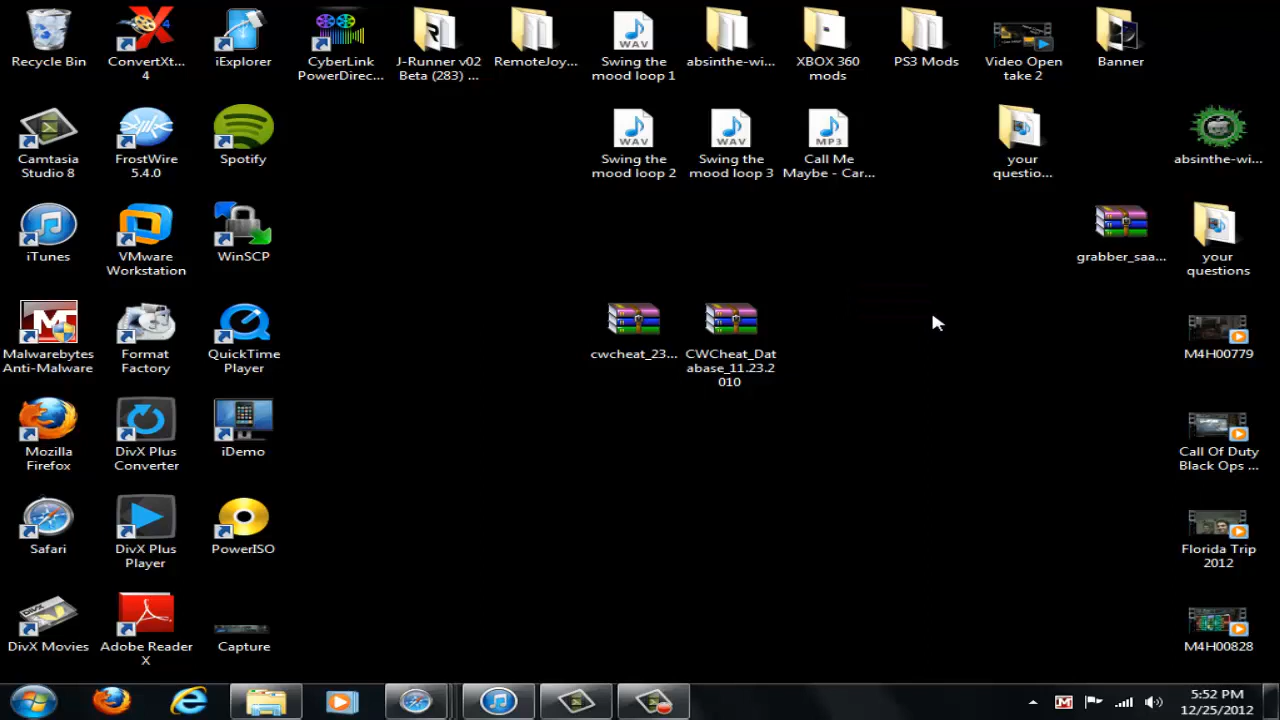 Recycle Bin
ConvertXt...
4
iExplorer
CyberLink
PowerDirec...
J-Runner v02
Beta (283) ...
RemoteJoy...
WAV
Swing the
mood loop 1
absinthe-wi...
XBOX 360
mods
PS3 Mods
Video Open
take 2
Banner
Camtasia
Studio 8
FrostWire
5.4.0
Spotify
WAV
Swing the
mood loop 2
WAV
Swing the
mood loop 3
MP3
Call Me
Maybe - Car...
your
questio...
absinthe-wi...
iTunes
VMware
Workstation
WinSCP
grabber_saa...
your
questions
Malwarebytes
Anti-Malware
Format
Factory
QuickTime
Player
cwcheat_23...
CWCheat_Dat
abase_11.23.2
010
M4H00779
Mozilla
Firefox
DivX Plus
Converter
iDemo
Call Of Duty
Black Ops ...
Safari
DivX Plus
Player
PowerISO
Florida Trip
2012
DivX Movies
Adobe Reader
X
Capture
M4H00828
5:52 PM
12/25/2012